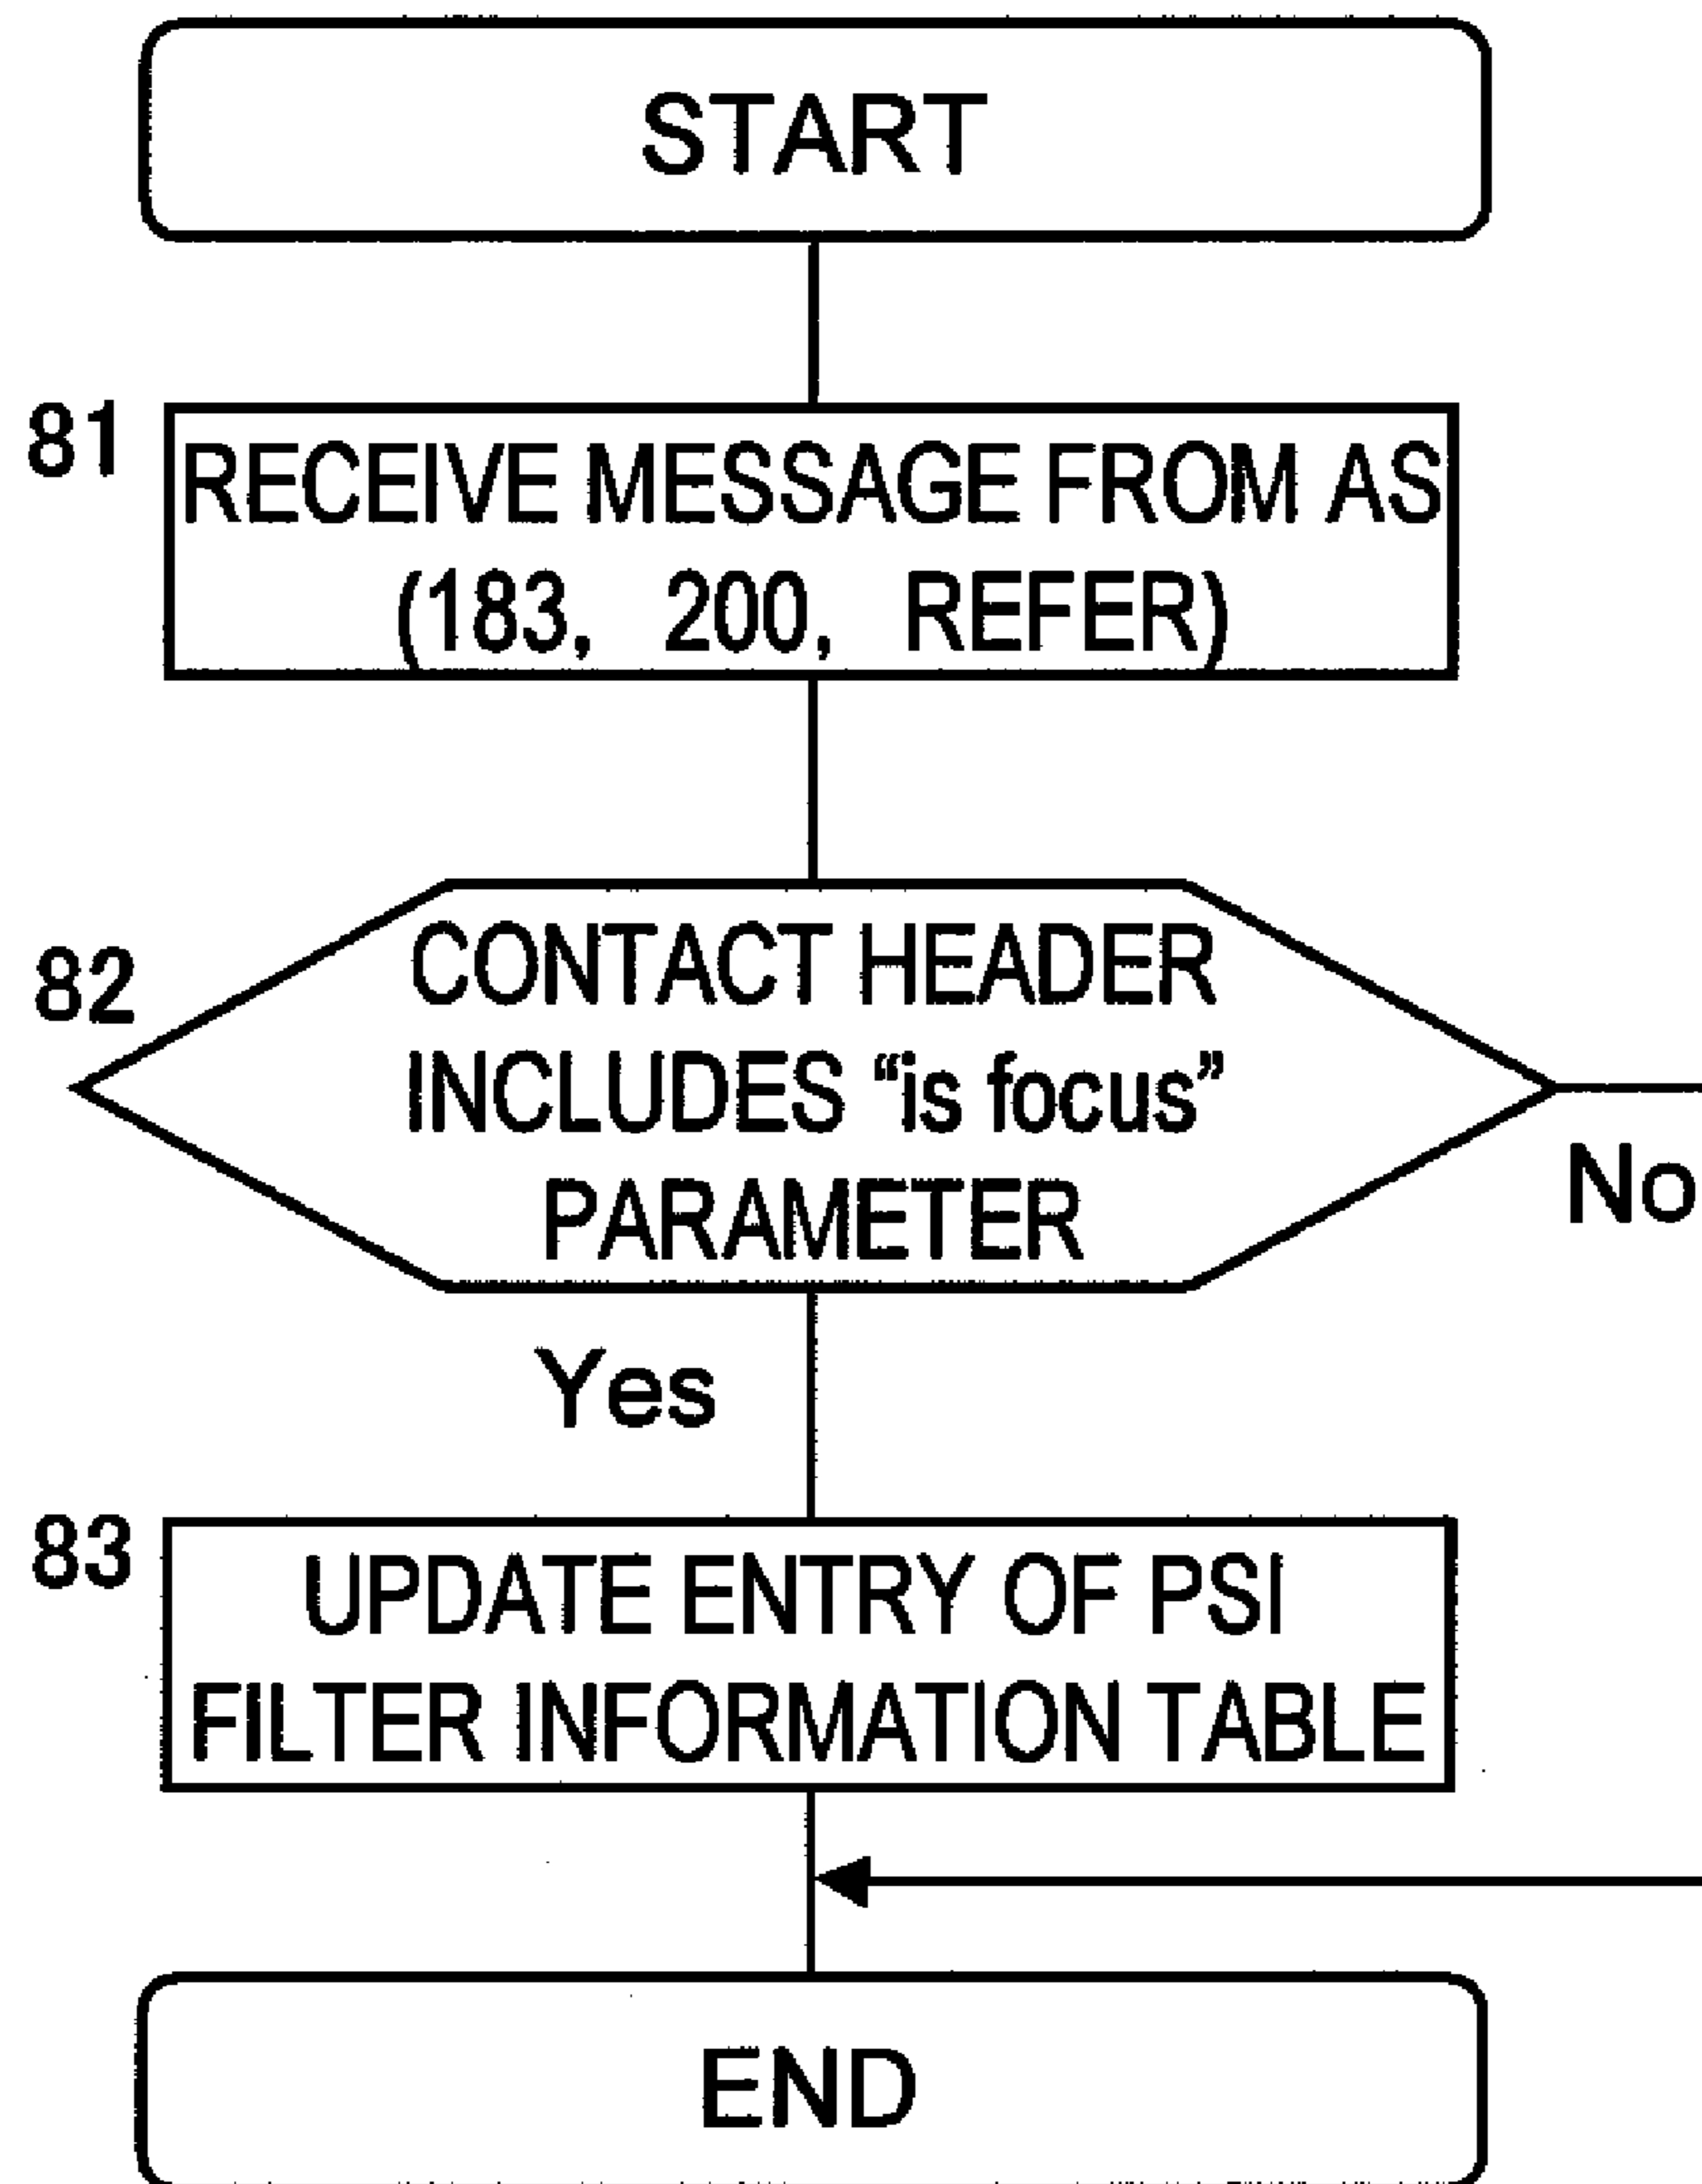 START
81
RECEIVE MESSAGE FROM AS
(183, 200, REFER)
82
CONTACT HEADER
INCLUDES “is focus”
PARAMETER
No
Yes
83
UPDATE ENTRY OF PSI
FILTER INFORMATION TABLE
END